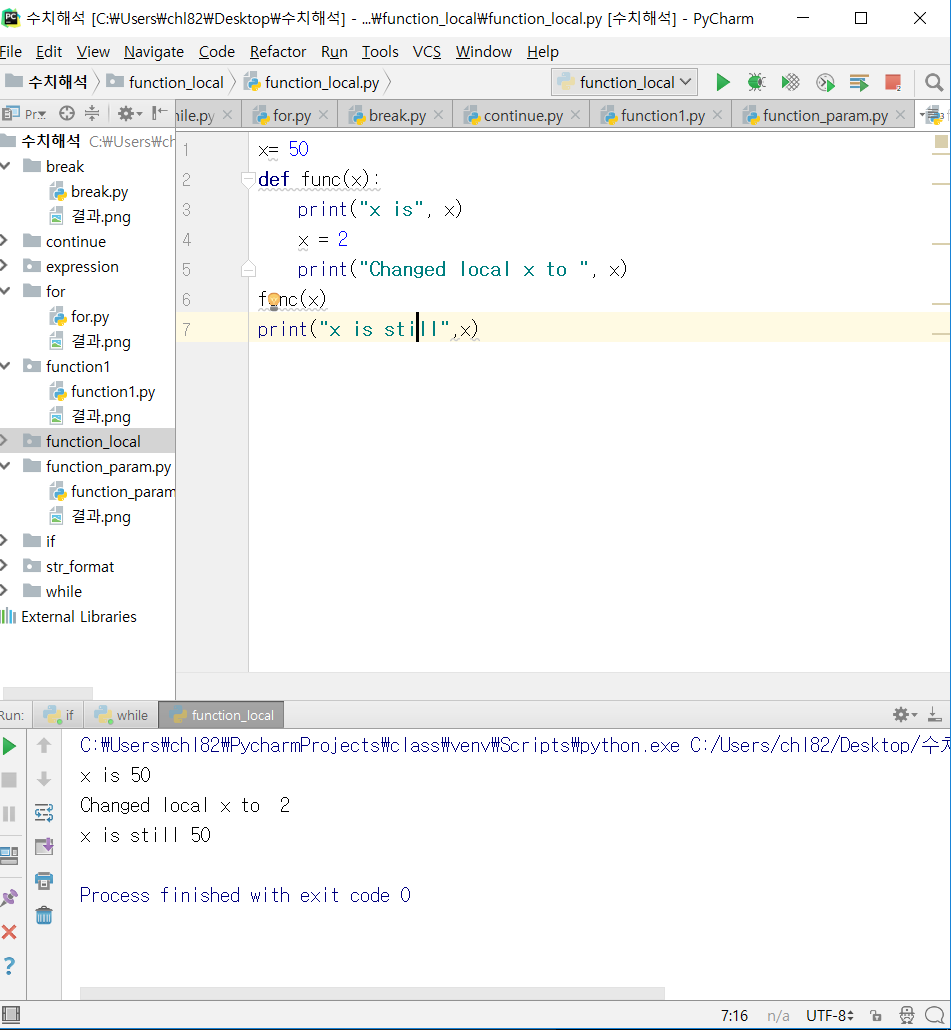 수치해석 [C:₩Users₩chl82₩Desktop₩수치해석] - ...₩function_local₩function_local.py [수치해석] - PyCharm
File Edit View Navigate Code Refactor Run Tools VCS Window Help
수치해석 function_local function_local.py function_local
Pr hile.py for.py break.py continue.py function1.py function_param.py
수치해석 C:₩Users₩ch
break
break.py
결과.png
continue
expression
for
for.py
결과.png
function1
function1.py
결과.png
function_local
function_param.py
function_param
결과.png
if
str_format
while
External Libraries
1 x= 50
2 def func(x):
3 print("x is", x)
4 x = 2
5 print("Changed local x to ", x)
6 func(x)
7 print("x is still",x)
Run: if while function_local
C:₩Users₩chl82₩PycharmProjects₩class₩venv₩Scripts₩python.exe C:/Users/chl82/Desktop/수치
x is 50
Changed local x to  2
x is still 50
Process finished with exit code 0
7:16 n/a UTF-8